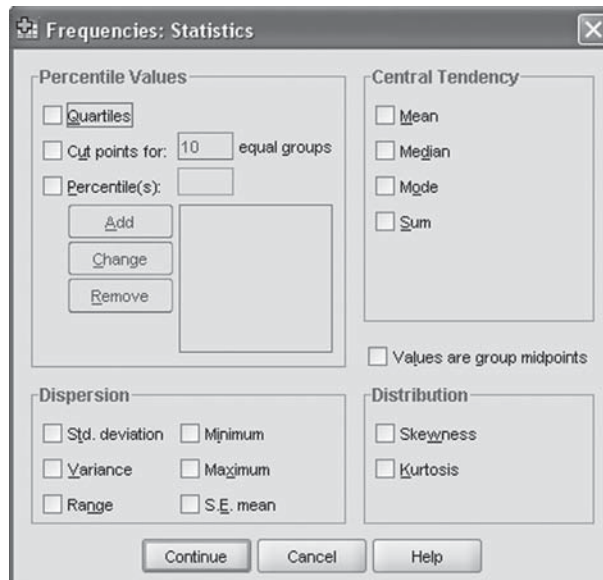 Frequencies: Statistics
Percentile Values
Quartiles
Cut points for: 10 equal groups
Percentile(s):
Add
Change
Remove
Central Tendency
Mean
Median
Mode
Sum
Values are group midpoints
Dispersion
Std. deviation
Minimum
Variance
Maximum
Range
S.E. mean
Distribution
Skewness
Kurtosis
Continue
Cancel
Help